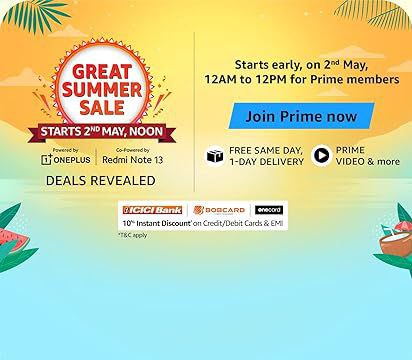 GREAT
SUMMER
SALE
STARTS 2ND MAY, NOON
Powered by
ONEPLUS
Co-Powered by
Redmi Note 13
DEALS REVEALED
Starts early, on 2nd May,
12AM to 12PM for Prime members
Join Prime now
FREE SAME DAY,
1-DAY DELIVERY
PRIME
VIDEO & more
ICICI Bank
BOBCARD
onecard
10% Instant Discount* on Credit/Debit Cards & EMI
*T&C apply